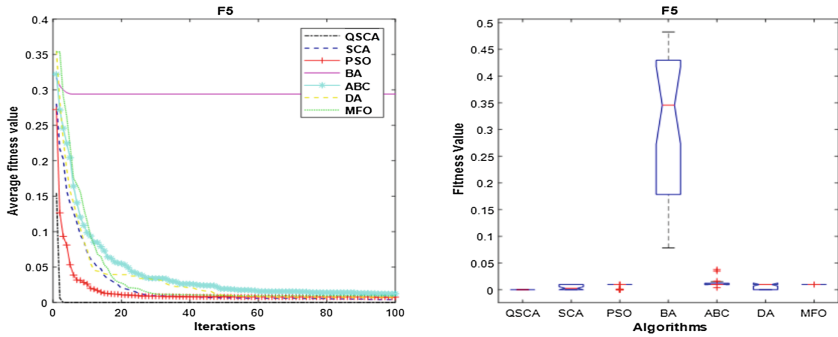 F5
Average fitness value
0.4
0.35
0.3
0.25
0.2
0.15
0.1
0.05
0
QSCA
SCA
PSO
BA
ABC
DA
MFO
0 20 40 60 80 100
Iterations
F5
Fitness Value
0.5
0.45
0.4
0.35
0.3
0.25
0.2
0.15
0.1
0.05
0
QSCA SCA PSO BA ABC DA MFO
Algorithms